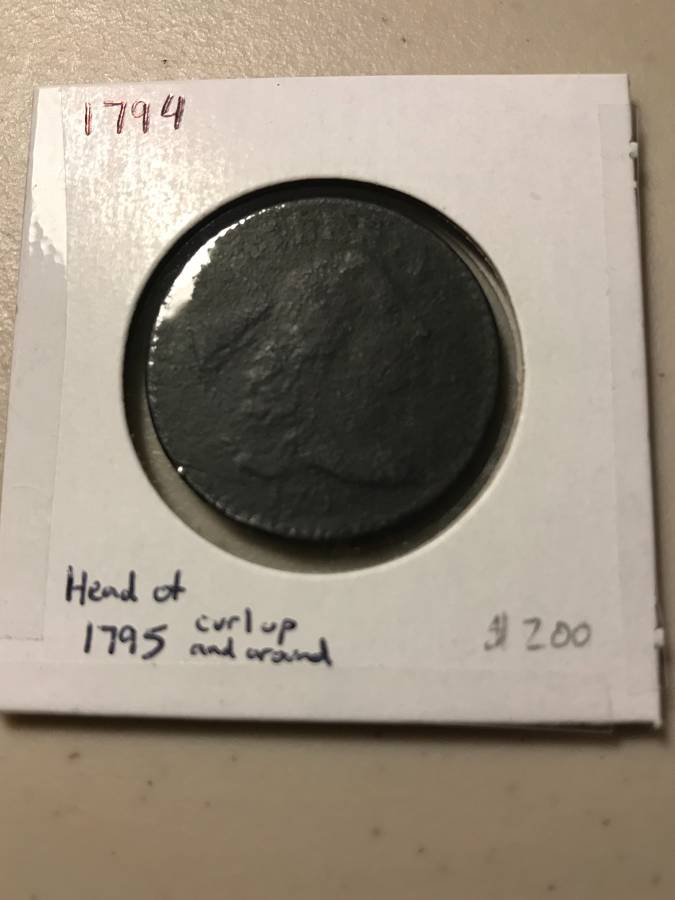 1794
Head of
1795 curl up
and around
$200